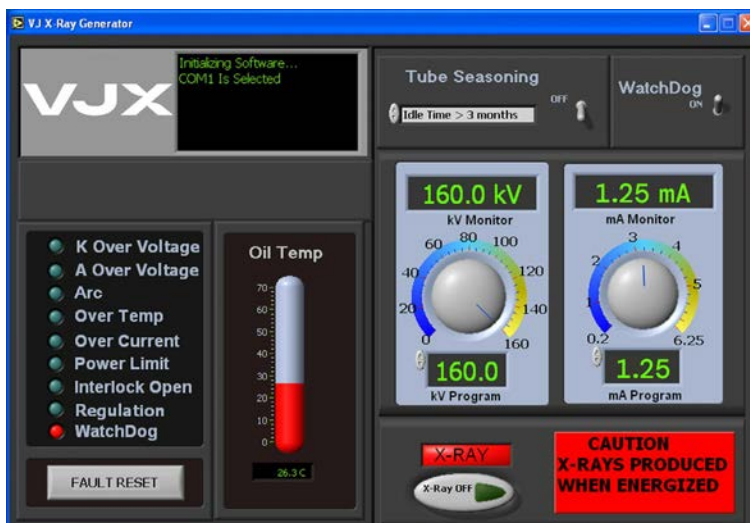 VJ X-Ray Generator
VJX
Initializing Software...
COM1 Is Selected
Tube Seasoning
Idle Time > 3 months
OFF
WatchDog
ON
K Over Voltage
A Over Voltage
Arc
Over Temp
Over Current
Power Limit
Interlock Open
Regulation
WatchDog
FAULT RESET
Oil Temp
70
60
50
40
30
20
10
0
26.3 C
160.0 kV
kV Monitor
0
20
40
60
80
100
120
140
160
160.0
kV Program
1.25 mA
mA Monitor
0.2
1
2
3
4
5
6.25
1.25
mA Program
X-RAY
X-Ray OFF
CAUTION
X-RAYS PRODUCED
WHEN ENERGIZED